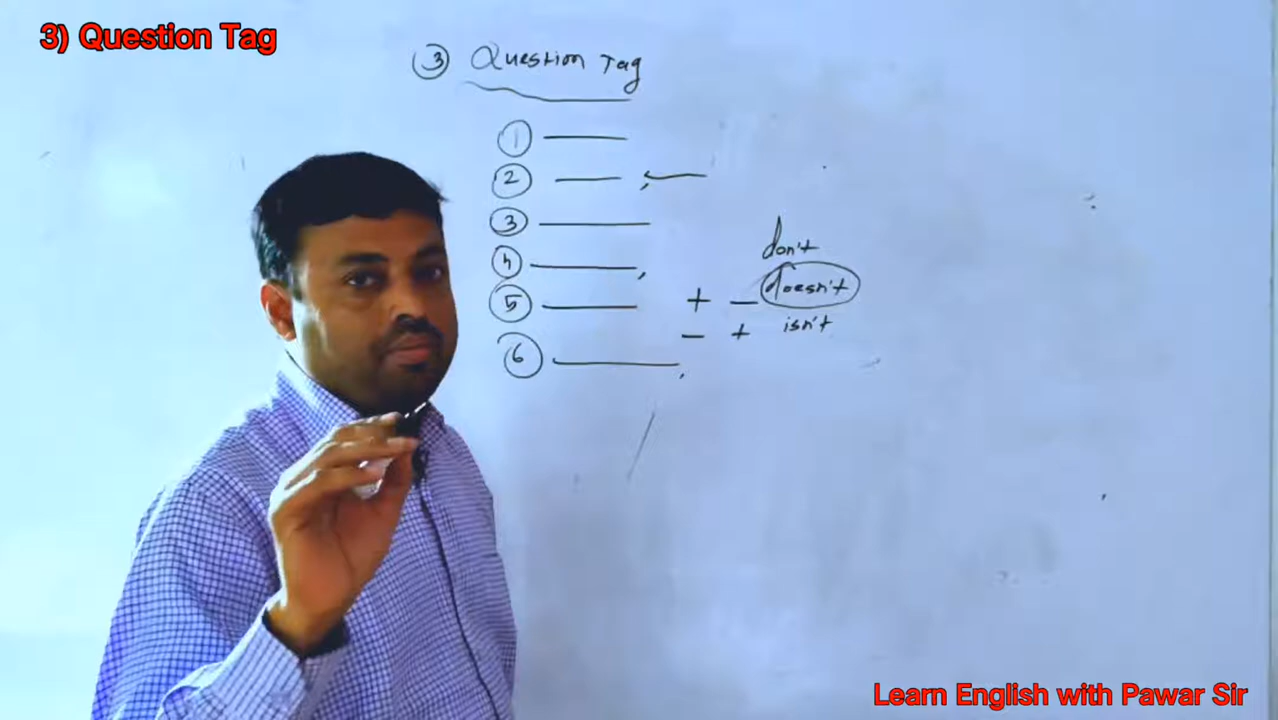 3) Question Tag
③ Question Tag
①
②  ,
③
④  ,
⑤
⑥  .
don't
+ – doesn't
– + isn't
Learn English with Pawar Sir